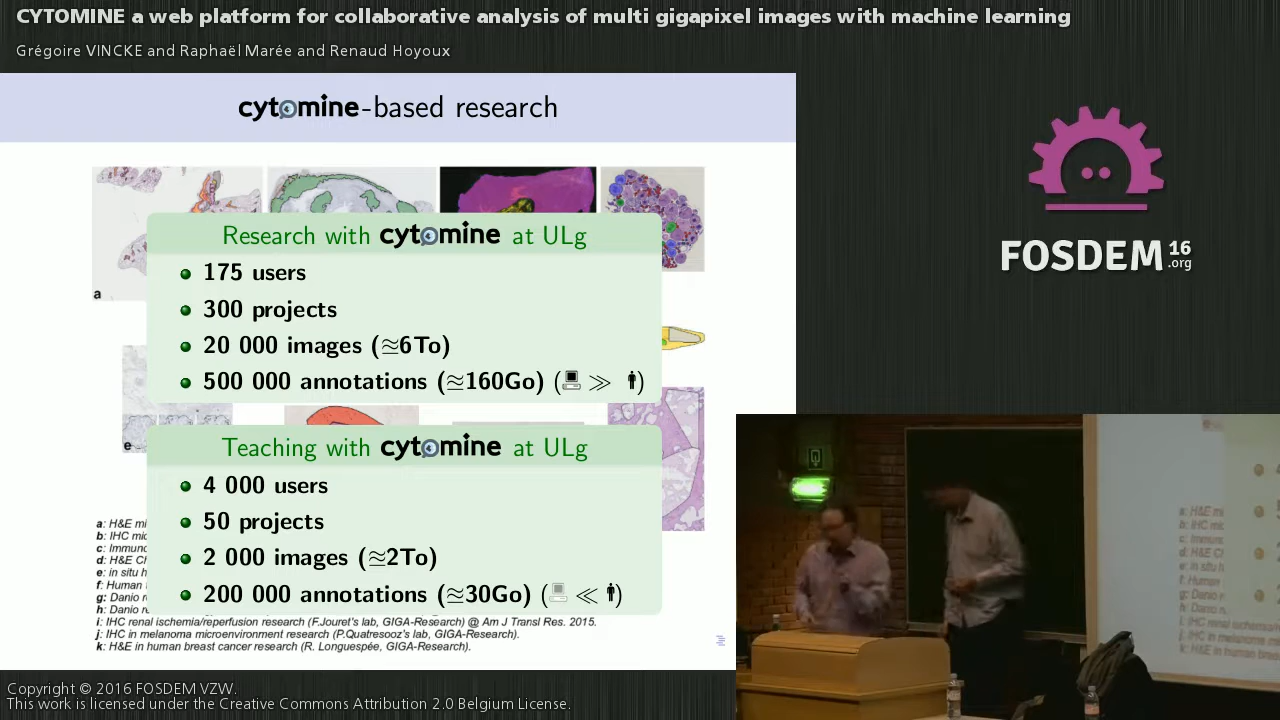 CYTOMINE a web platform for collaborative analysis of multi gigapixel images with machine learning
Grégoire VINCKE and Raphaël Marée and Renaud Hoyoux
cytomine-based research
a
Research with cytomine at ULg
175 users
300 projects
20 000 images (≊6To)
500 000 annotations (≊160Go) ( ≫ )
e
Teaching with cytomine at ULg
4 000 users
50 projects
2 000 images (≊2To)
200 000 annotations (≊30Go) ( ≪ )
a: H&E mi
b: IHC mic
c: Immuno
d: H&E C
e: in situ h
f: Human
g: Danio r
h: Danio
i: IHC renal ischemia/reperfusion research (F.Jouret's lab, GIGA-Research) @ Am J Transl Res. 2015.
j: IHC in melanoma microenvironment research (P.Quatresooz's lab, GIGA-Research).
k: H&E in human breast cancer research (R. Longuespée, GIGA-Research).
FOSDEM 16
.org
Copyright © 2016 FOSDEM VZW.
This work is licensed under the Creative Commons Attribution 2.0 Belgium License.